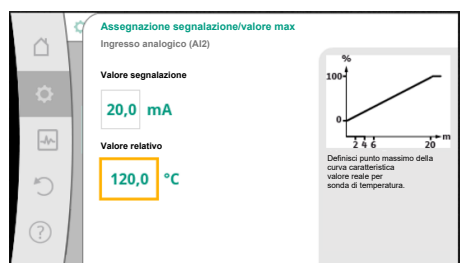 Assegnazione segnalazione/valore max
Ingresso analogico (AI2)
Valore segnalazione
20,0 mA
Valore relativo
120,0 °C
%
100
0
2 4 6 20 m
Definisci punto massimo della
curva caratteristica
valore reale per
sonda di temperatura.
?